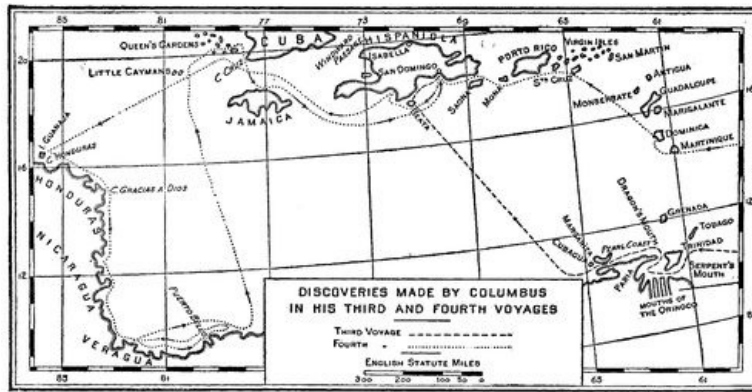 81
77
73
69
65
61
CUBA
HISPANIOLA
QUEEN'S GARDENS
WINDWARD PASSAGE
ISABELLA
PORTO RICO
VIRGIN ISLES
SAN MARTIN
20
LITTLE CAYMANS
C. CRUZ
SAN DOMINGO
SAONA
MONA
STA CRUZ
ANTIGUA
MONSERRATE
GUADALOUPE
JAMAICA
BEATA
MARIGALANTE
I. GUANAJA
C. HONDURAS
DOMINICA
MARTINIQUE
16
HONDURAS
C. GRACIAS A DIOS
GRENADA
NICARAGUA
DRAGON'S MOUTH
TOBAGO
MARGARITA
CUBAGUA
PEARL COAST
TRINIDAD
PARIA
SERPENT'S
MOUTH
12
MOUTHS OF
THE ORINOCO
VERAGUA
DISCOVERIES MADE BY COLUMBUS
IN HIS THIRD AND FOURTH VOYAGES
THIRD VOYAGE
FOURTH "
ENGLISH STATUTE MILES
300 200 100 50 0
85
81
77
65
61